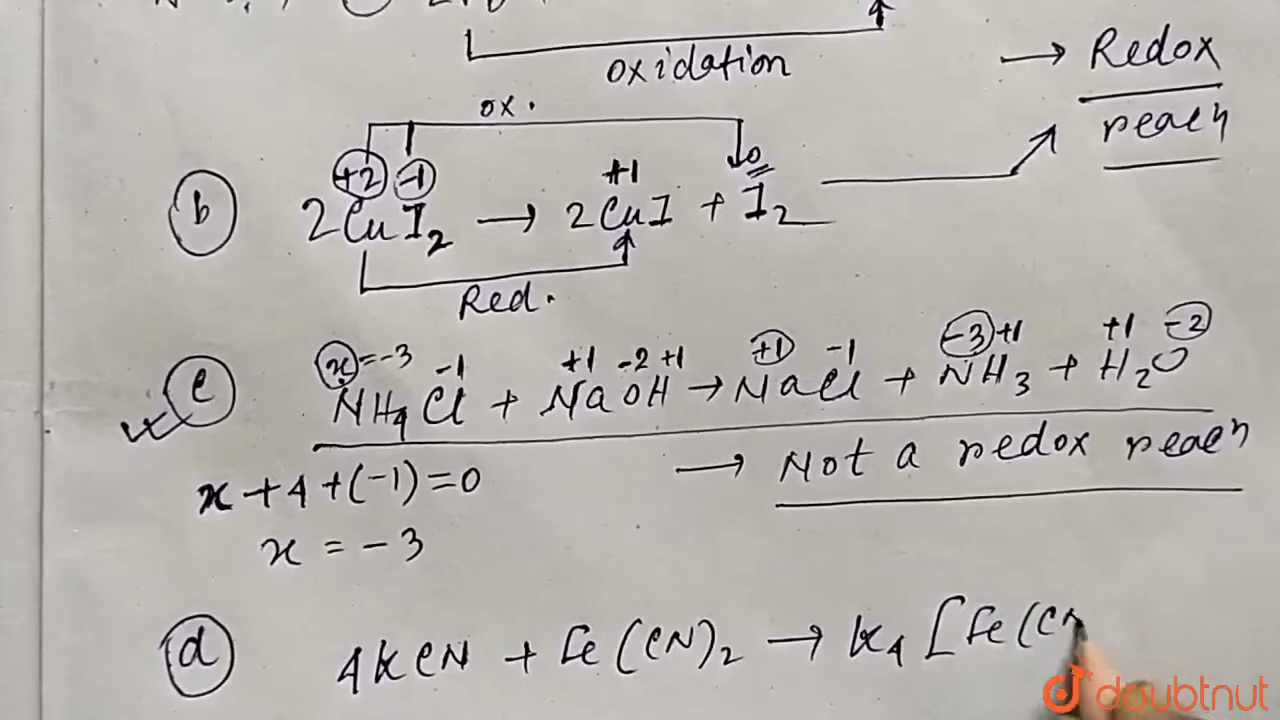 oxidation
→ Redox
reacn
ox.
+2 -1 +1 0
(b) 2CuI₂ → 2CuI + I₂
Red.
x=-3 -1 +1 -2 +1 +1 -1 -3 +1 +1 -2
(c) NH₄Cl + NaOH → NaCl + NH₃ + H₂O
x+4+(-1)=0
→ Not a redox reacn
x = -3
(d) 4KCN + Fe(CN)₂ → K₄[Fe(CN
doubtnut